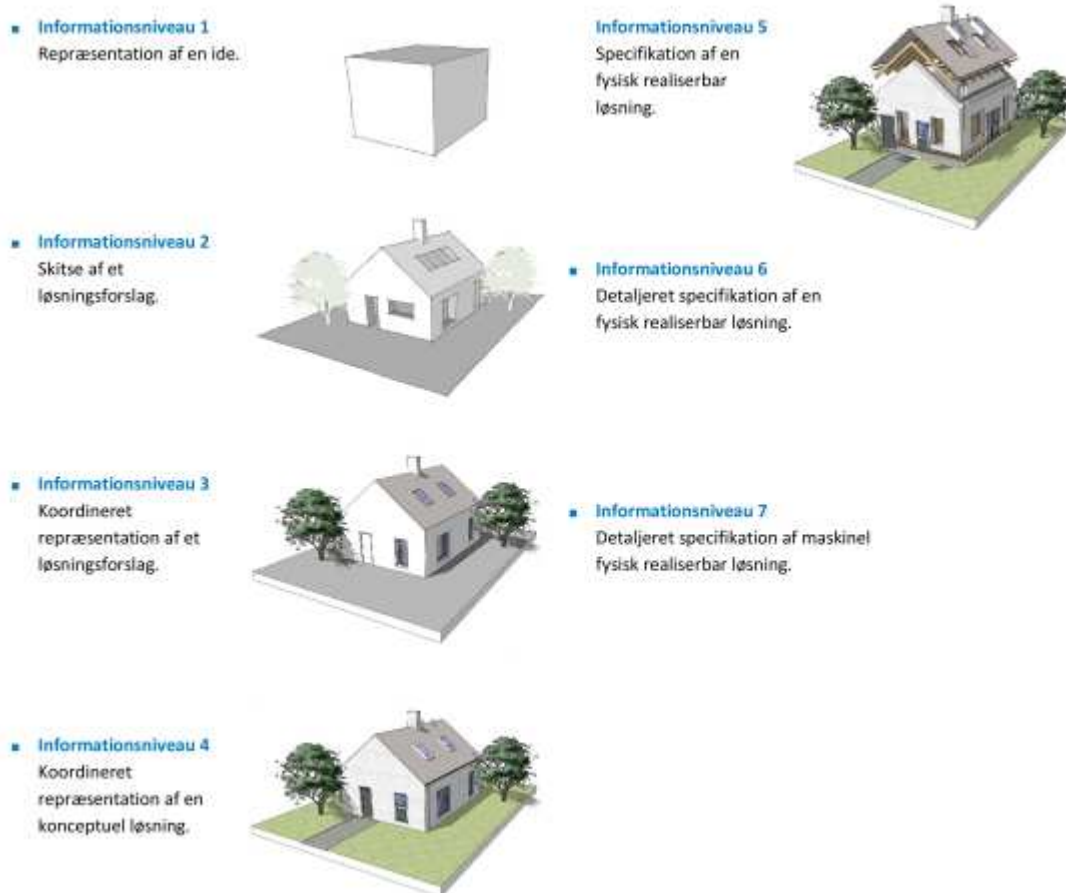 Informationsniveau 1
Repræsentation af en ide.
Informationsniveau 2
Skitse af et
løsningsforslag.
Informationsniveau 3
Koordineret
repræsentation af et
løsningsforslag.
Informationsniveau 4
Koordineret
repræsentation af en
konceptuel løsning.
Informationsniveau 5
Specifikation af en
fysisk realiserbar
løsning.
Informationsniveau 6
Detaljeret specifikation af en
fysisk realiserbar løsning.
Informationsniveau 7
Detaljeret specifikation af maskinel
fysisk realiserbar løsning.